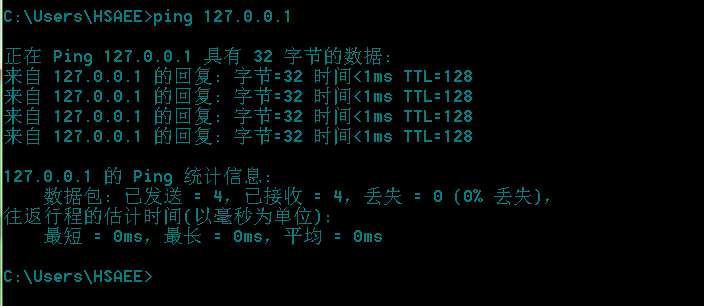 C:\Users\HSAEE>ping 127.0.0.1
正在 Ping 127.0.0.1 具有 32 字节的数据:
来自 127.0.0.1 的回复: 字节=32 时间<1ms TTL=128
来自 127.0.0.1 的回复: 字节=32 时间<1ms TTL=128
来自 127.0.0.1 的回复: 字节=32 时间<1ms TTL=128
来自 127.0.0.1 的回复: 字节=32 时间<1ms TTL=128
127.0.0.1 的 Ping 统计信息:
数据包: 已发送 = 4，已接收 = 4，丢失 = 0 (0% 丢失)，
往返行程的估计时间(以毫秒为单位):
最短 = 0ms，最长 = 0ms，平均 = 0ms
C:\Users\HSAEE>